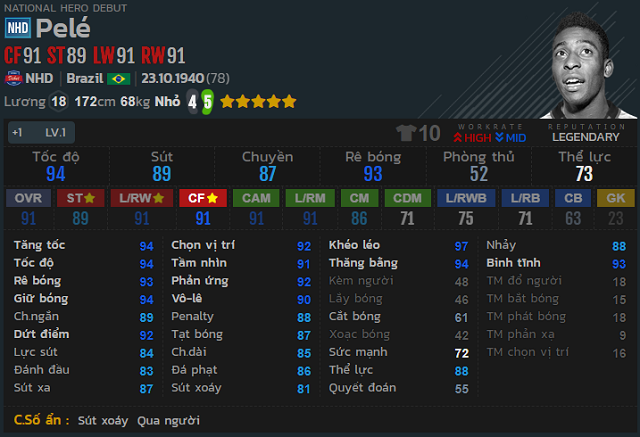 NATIONAL HERO DEBUT
NHD Pelé
CF91 ST89 LW91 RW91
NHD | Brazil | 23.10.1940 (78)
Lương 18 172cm 68kg Nhỏ 4 5
+1 LV.1
10
WORKRATE
HIGH MID
REPUTATION
LEGENDARY
Tốc độ Sút Chuyền Rê bóng Phòng thủ Thể lực
94 89 87 93 52 73
OVR ST L/RW CF CAM L/RM CM CDM L/RWB L/RB CB GK
91 89 91 91 91 91 86 71 75 71 63 23
Tăng tốc 94 Chọn vị trí 92 Khéo léo 97 Nhảy 88
Tốc độ 94 Tầm nhìn 91 Thăng bằng 94 Bình tĩnh 93
Rê bóng 93 Phản ứng 92 Kèm người 48 TM đổ người 18
Giữ bóng 94 Vô-lê 90 Lấy bóng 46 TM bắt bóng 15
Ch.ngắn 89 Penalty 88 Cắt bóng 61 TM phát bóng 18
Dứt điểm 92 Tạt bóng 87 Xoạc bóng 42 TM phản xạ 9
Lực sút 84 Ch.dài 85 Sức mạnh 72 TM chọn vị trí 16
Đánh đầu 83 Đá phạt 86 Thể lực 88
Sút xa 87 Sút xoáy 81 Quyết đoán 55
C.Số ẩn : Sút xoáy Qua người